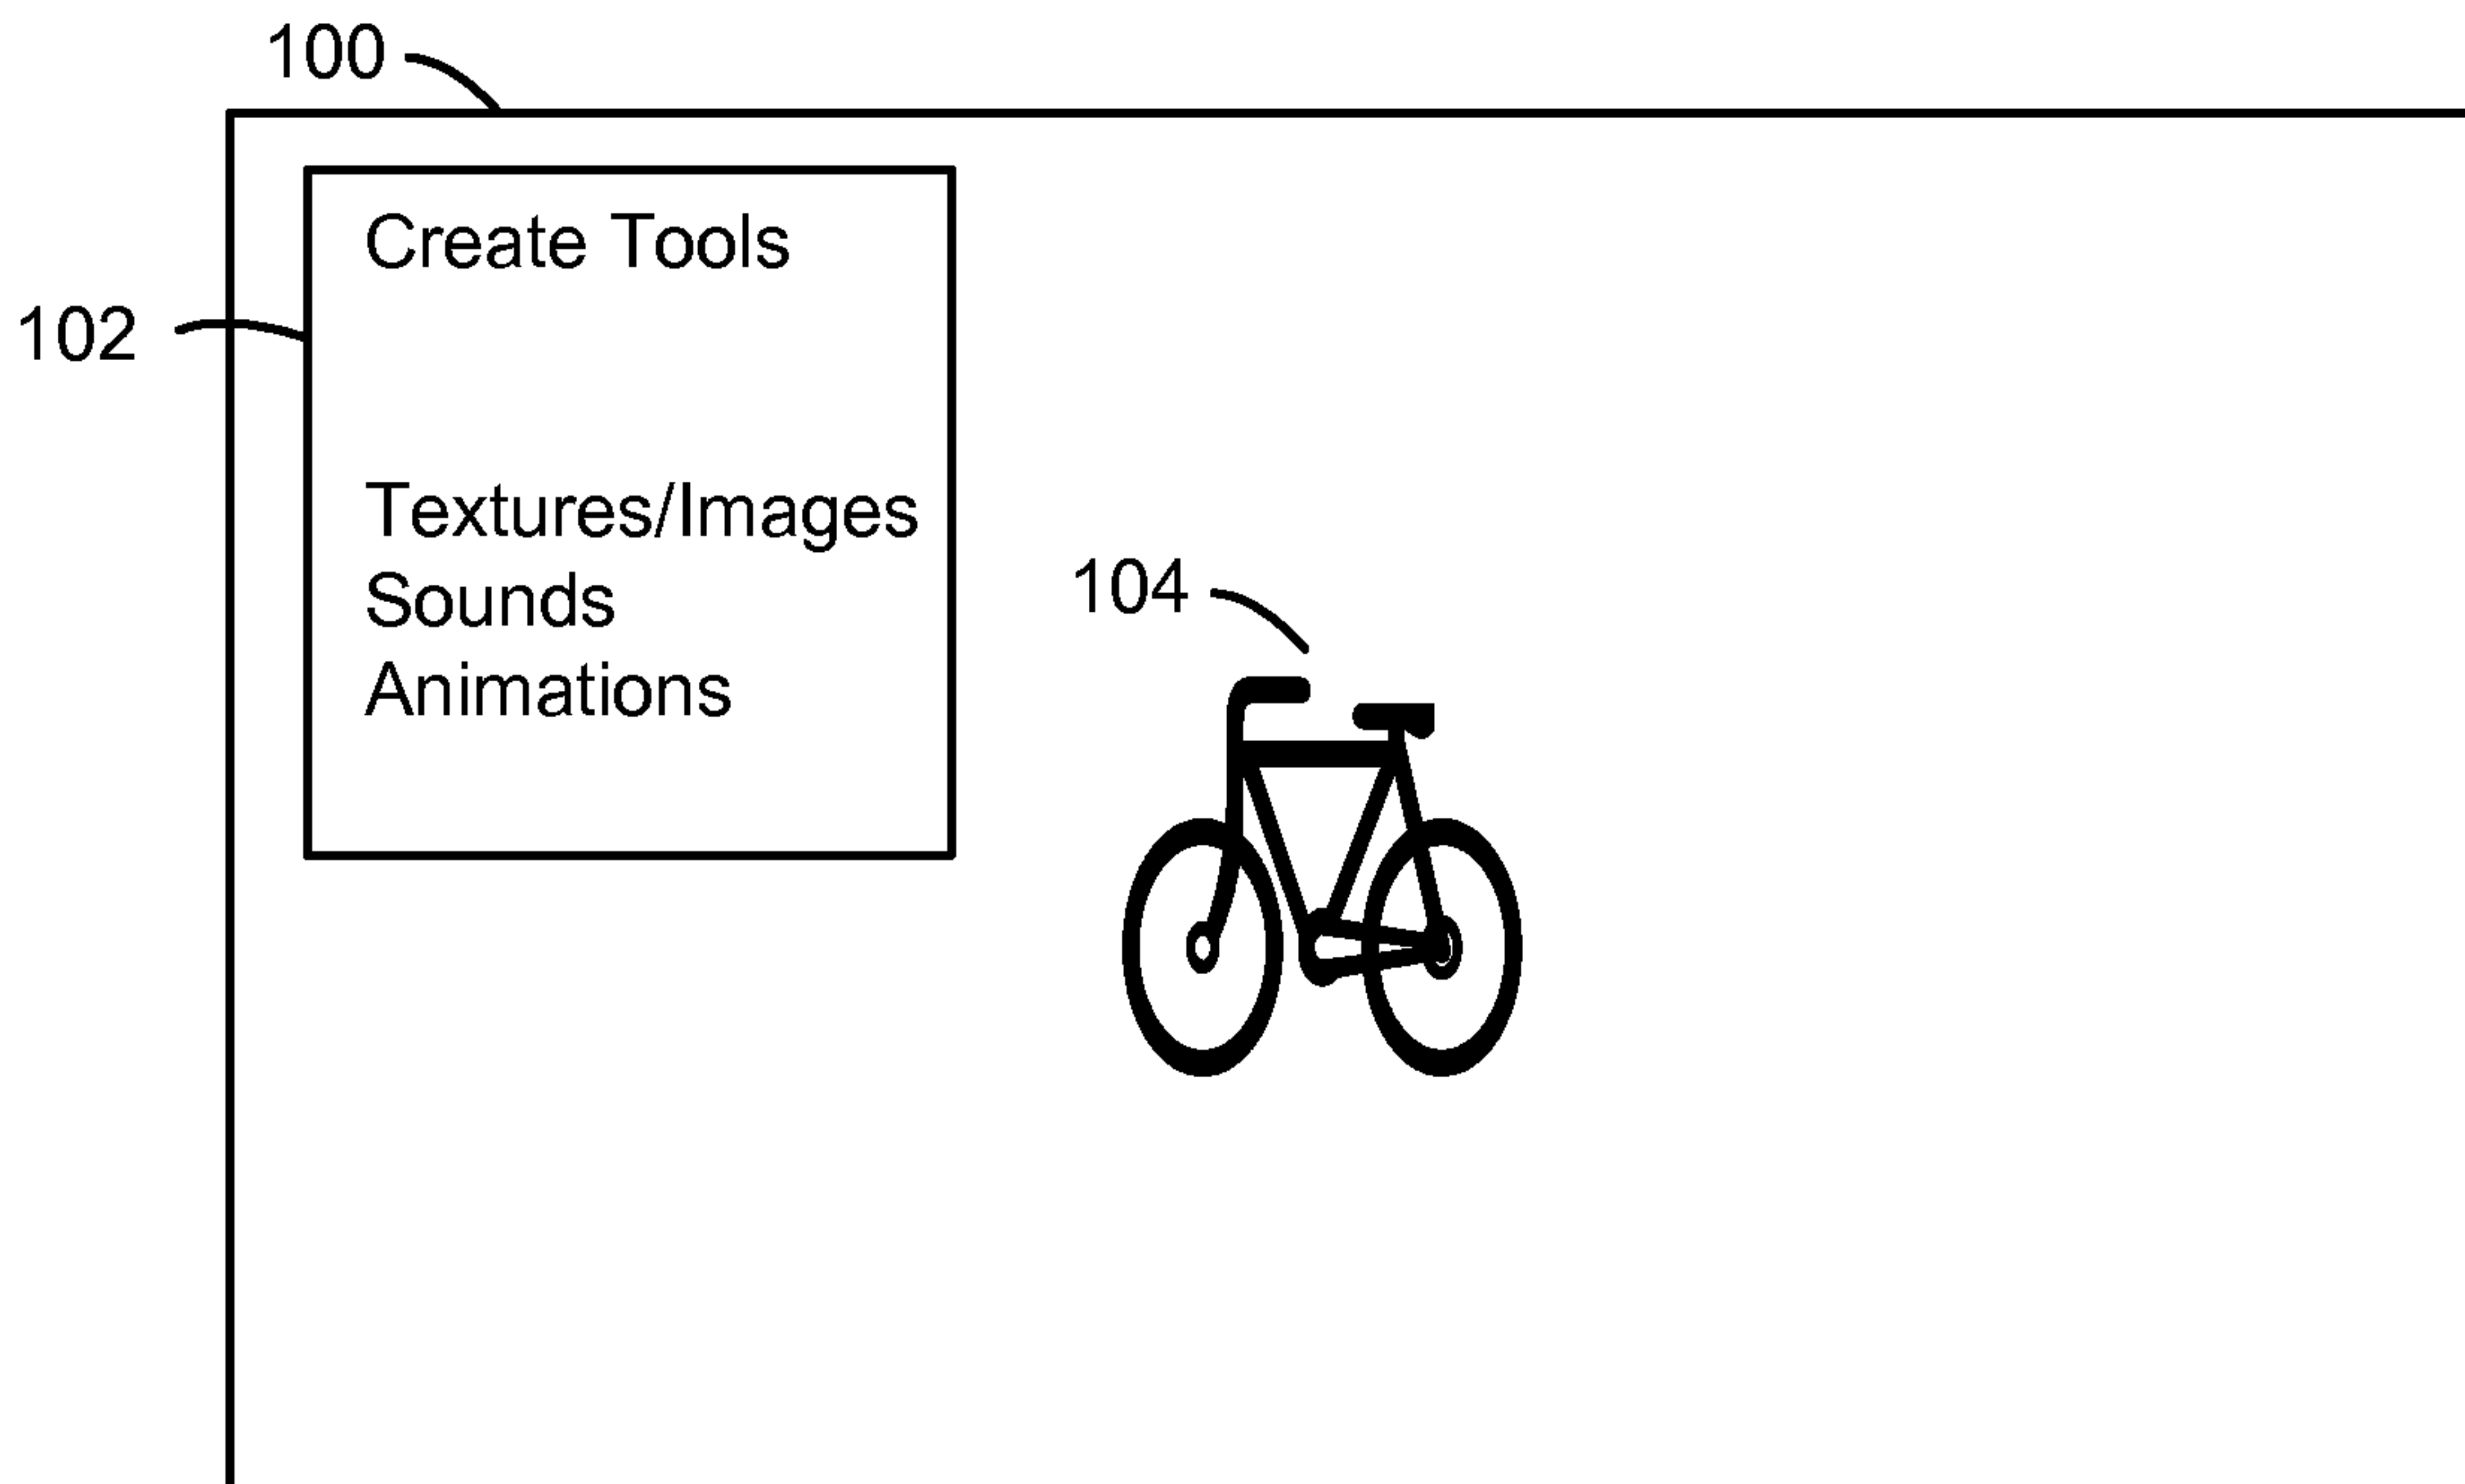 100
Create Tools
102
Textures/Images
104
Sounds
Animations